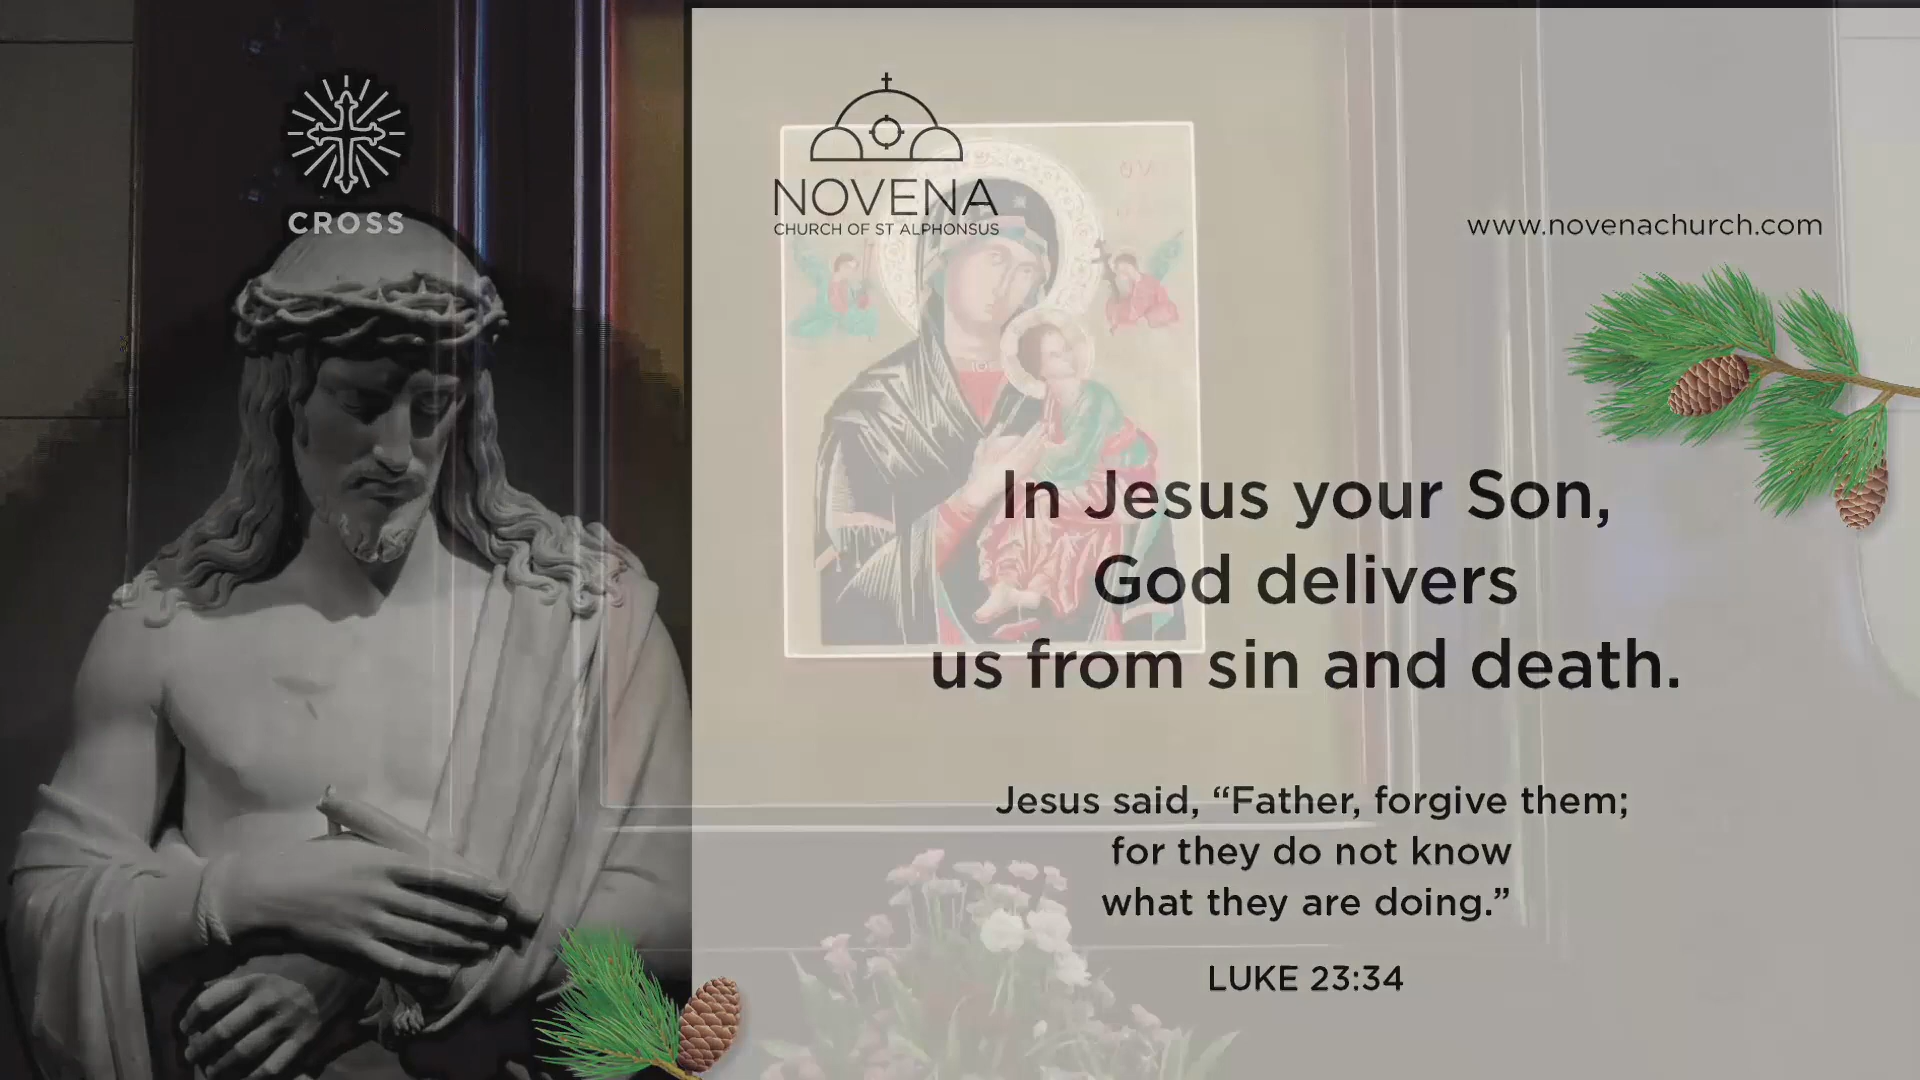 CROSS
NOVENA
CHURCH OF ST ALPHONSUS
www.novenachurch.com
In Jesus your Son,
God delivers
us from sin and death.
Jesus said, “Father, forgive them;
for they do not know
what they are doing.”
LUKE 23:34